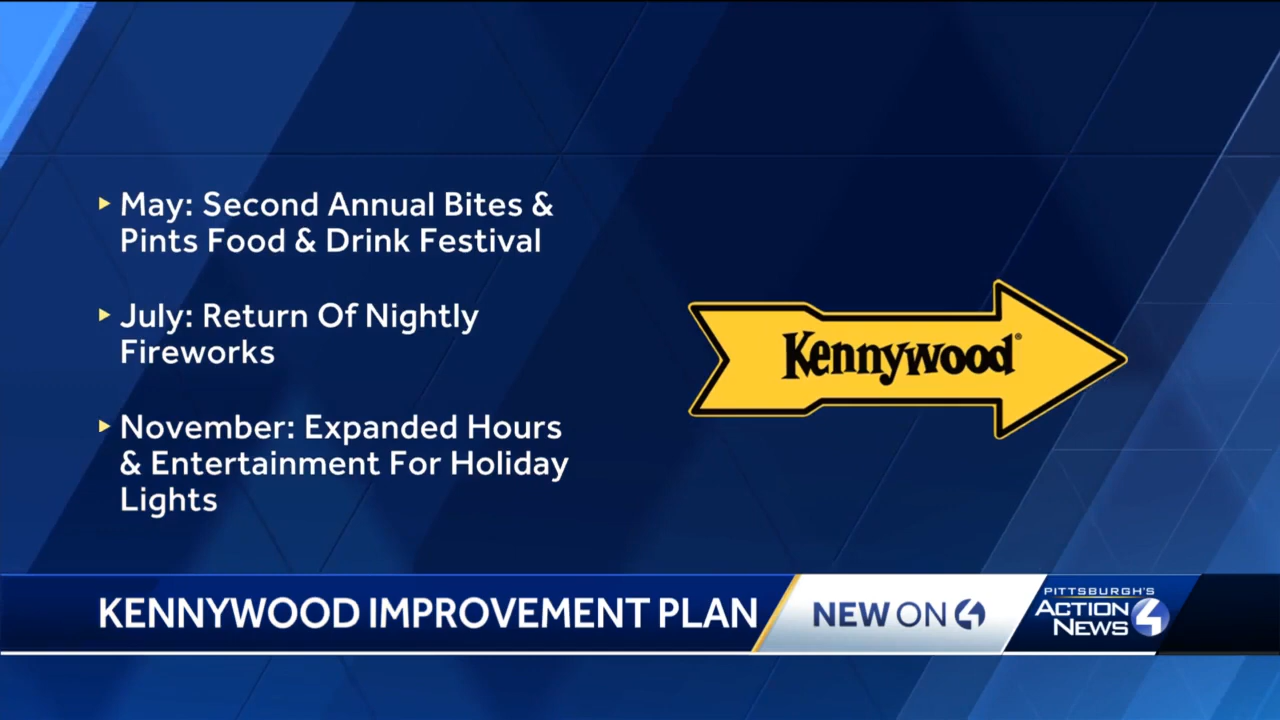 May: Second Annual Bites &
Pints Food & Drink Festival
July: Return Of Nightly
Fireworks
November: Expanded Hours
& Entertainment For Holiday
Lights
Kennywood®
KENNYWOOD IMPROVEMENT PLAN
NEW ON 4
PITTSBURGH'S
ACTION
NEWS 4